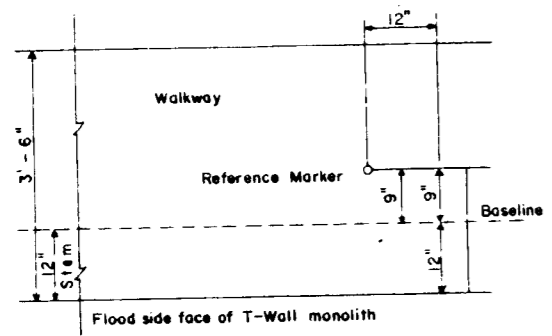 12"
Walkway
3'-6"
Reference Marker
9"
9"
Baseline
12"
Stem
12"
Flood side face of T-Wall monolith